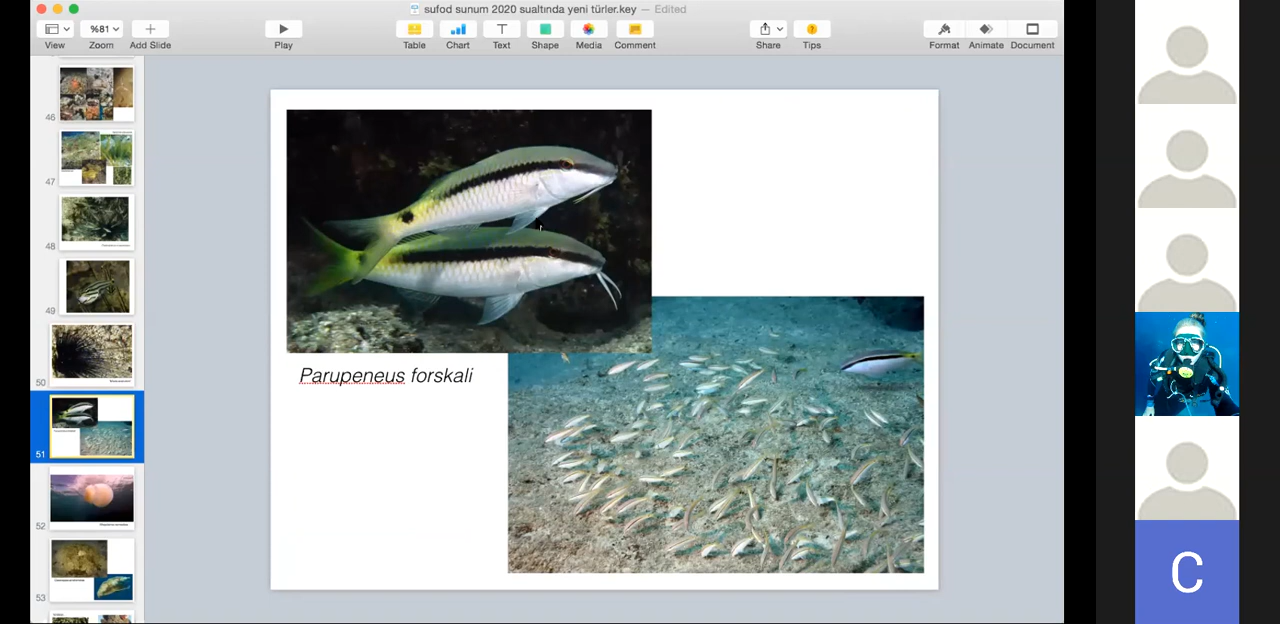 sufod sunum 2020 sualtında yeni türler.key — Edited
%81
View
Zoom
Add Slide
Play
Table
Chart
Text
Shape
Media
Comment
Share
Tips
Format
Animate
Document
46
47
48
49
50
51
52
53
Parupeneus forskali
C